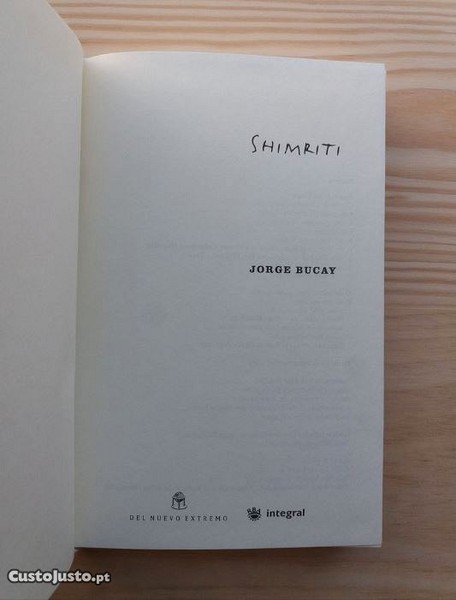 SHIMRITI
JORGE BUCAY
DEL NUEVO EXTREMO
integral
CustoJusto.pt